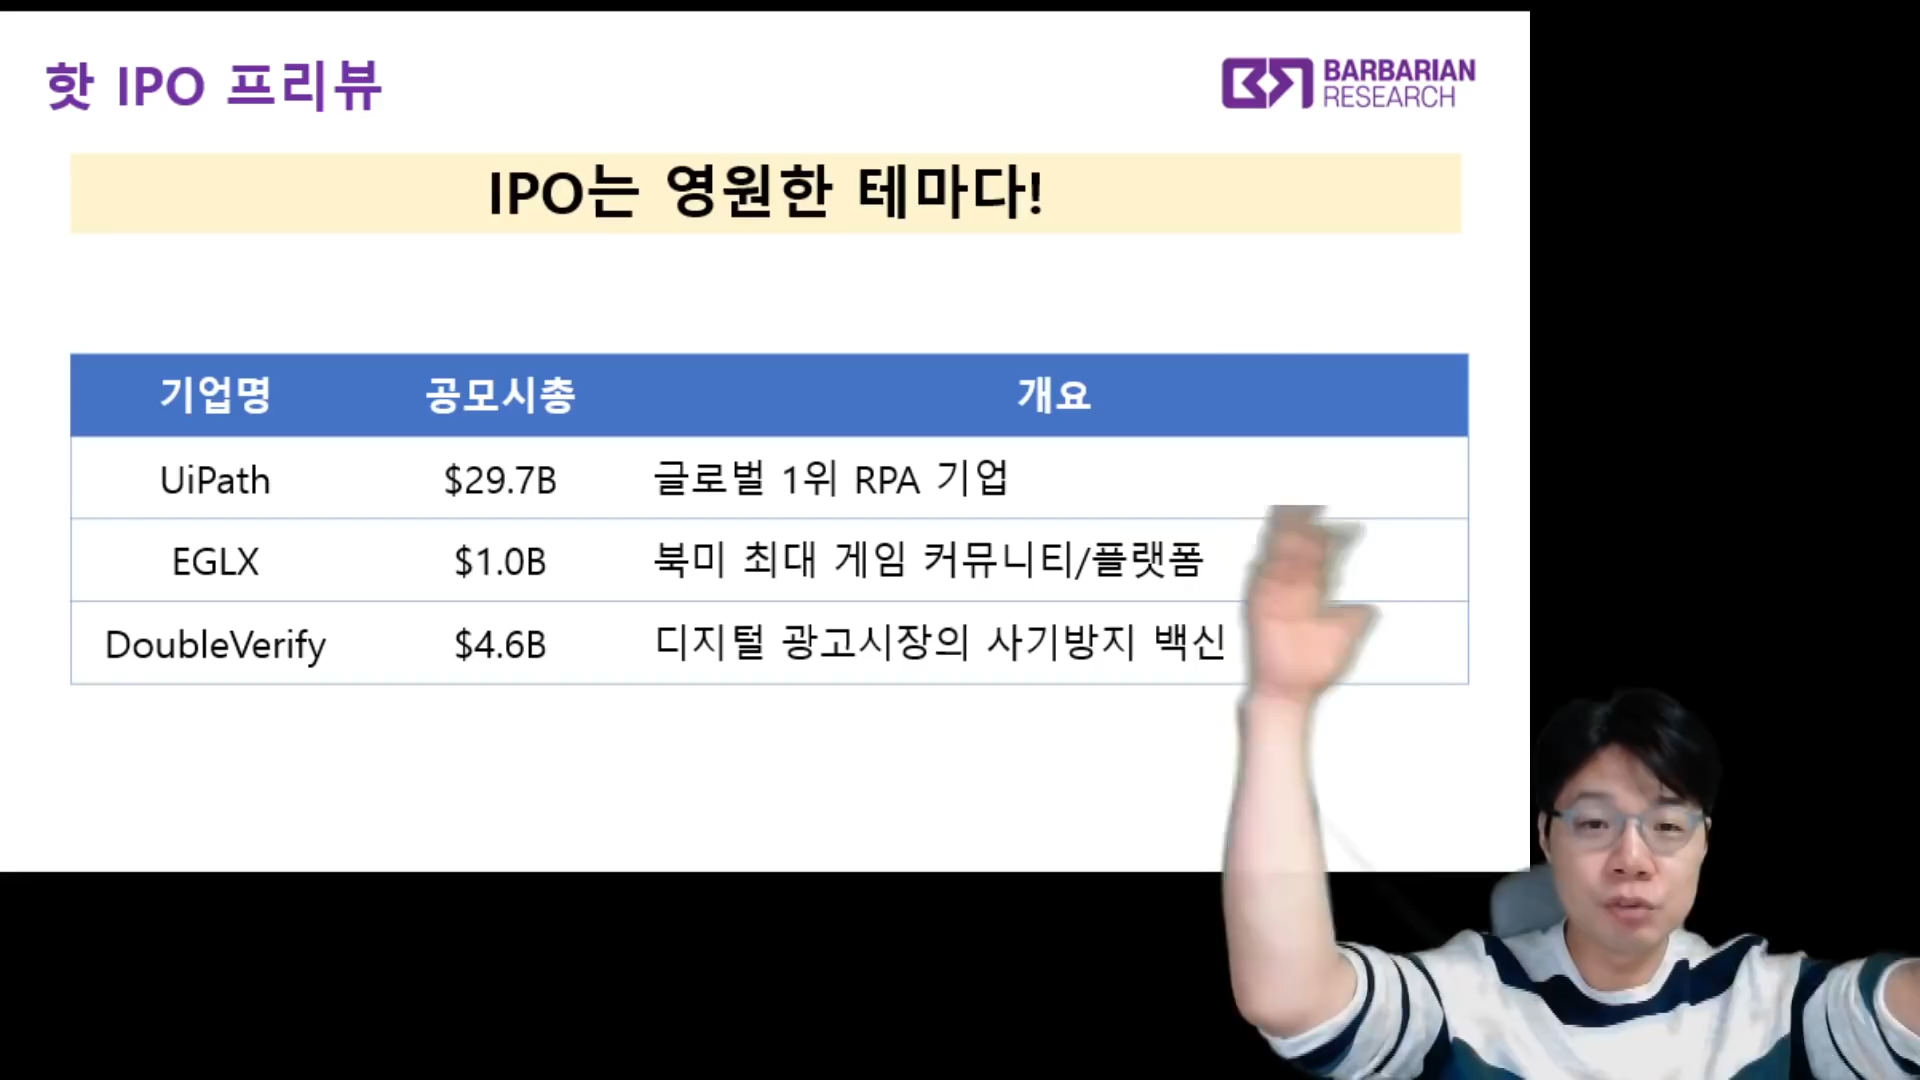 핫 IPO 프리뷰
BARBARIAN
RESEARCH
IPO는 영원한 테마다!
기업명 공모시총 개요
UiPath $29.7B 글로벌 1위 RPA 기업
EGLX $1.0B 북미 최대 게임 커뮤니티/플랫폼
DoubleVerify $4.6B 디지털 광고시장의 사기방지 백신